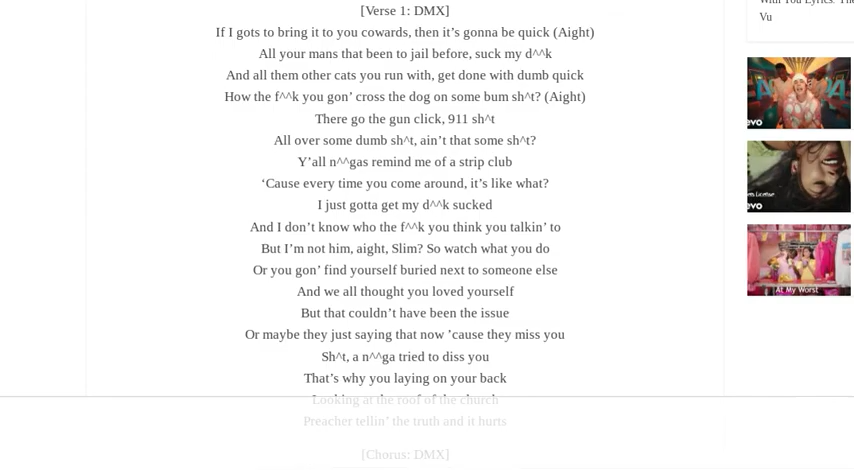 With You Lyrics: The
Vu
[Verse 1: DMX]
If I gots to bring it to you cowards, then it’s gonna be quick (Aight)
All your mans that been to jail before, suck my d^^k
And all them other cats you run with, get done with dumb quick
How the f^^k you gon’ cross the dog on some bum sh^t? (Aight)
There go the gun click, 911 sh^t
All over some dumb sh^t, ain’t that some sh^t?
Y’all n^^gas remind me of a strip club
‘Cause every time you come around, it’s like what?
I just gotta get my d^^k sucked
And I don’t know who the f^^k you think you talkin’ to
But I’m not him, aight, Slim? So watch what you do
Or you gon’ find yourself buried next to someone else
And we all thought you loved yourself
But that couldn’t have been the issue
Or maybe they just saying that now ’cause they miss you
Sh^t, a n^^ga tried to diss you
That’s why you laying on your back
Looking at the roof of the church
Preacher tellin’ the truth and it hurts
[Chorus: DMX]
evo
evo
At My Worst